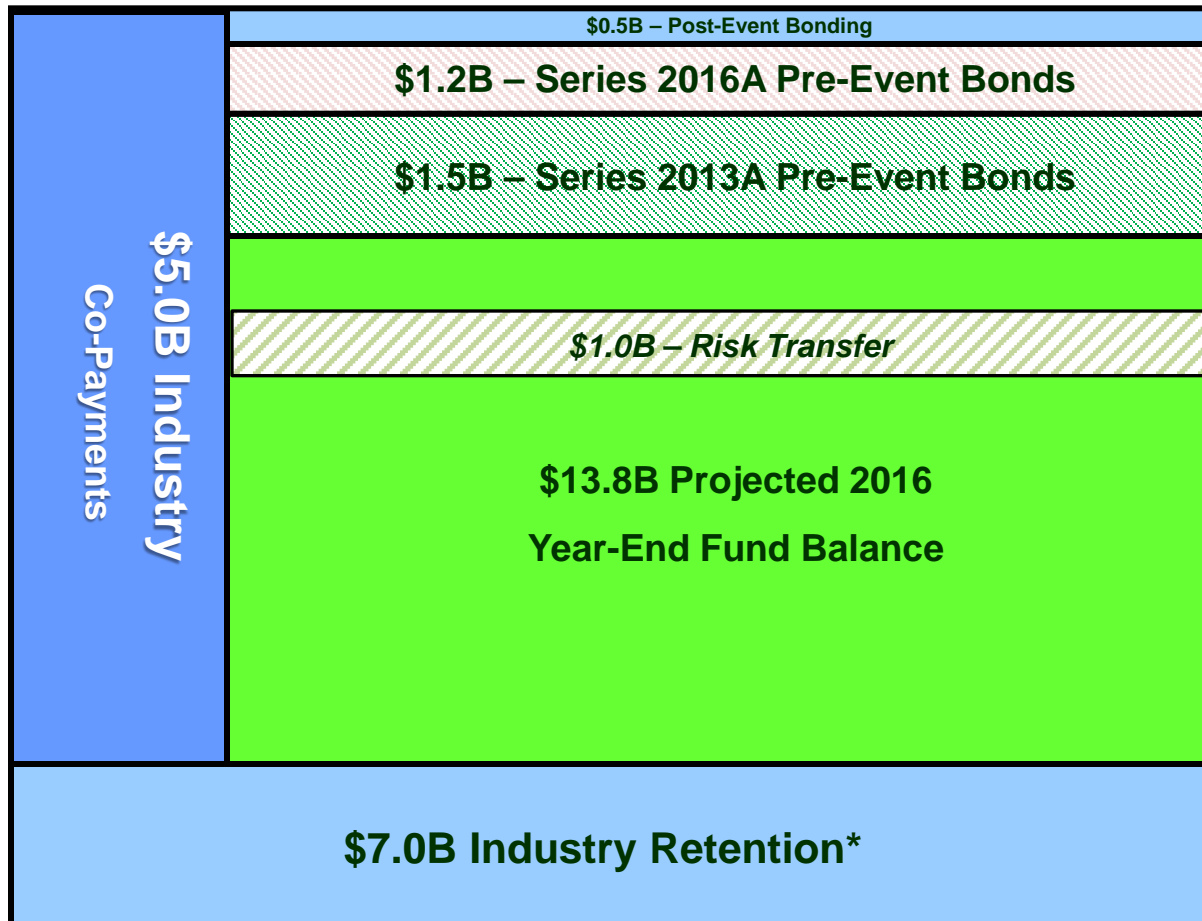 $0.5B – Post-Event Bonding
$1.2B – Series 2016A Pre-Event Bonds
$1.5B – Series 2013A Pre-Event Bonds
$5.0B Industry
Co-Payments
$1.0B – Risk Transfer
$13.8B Projected 2016
Year-End Fund Balance
$7.0B Industry Retention*